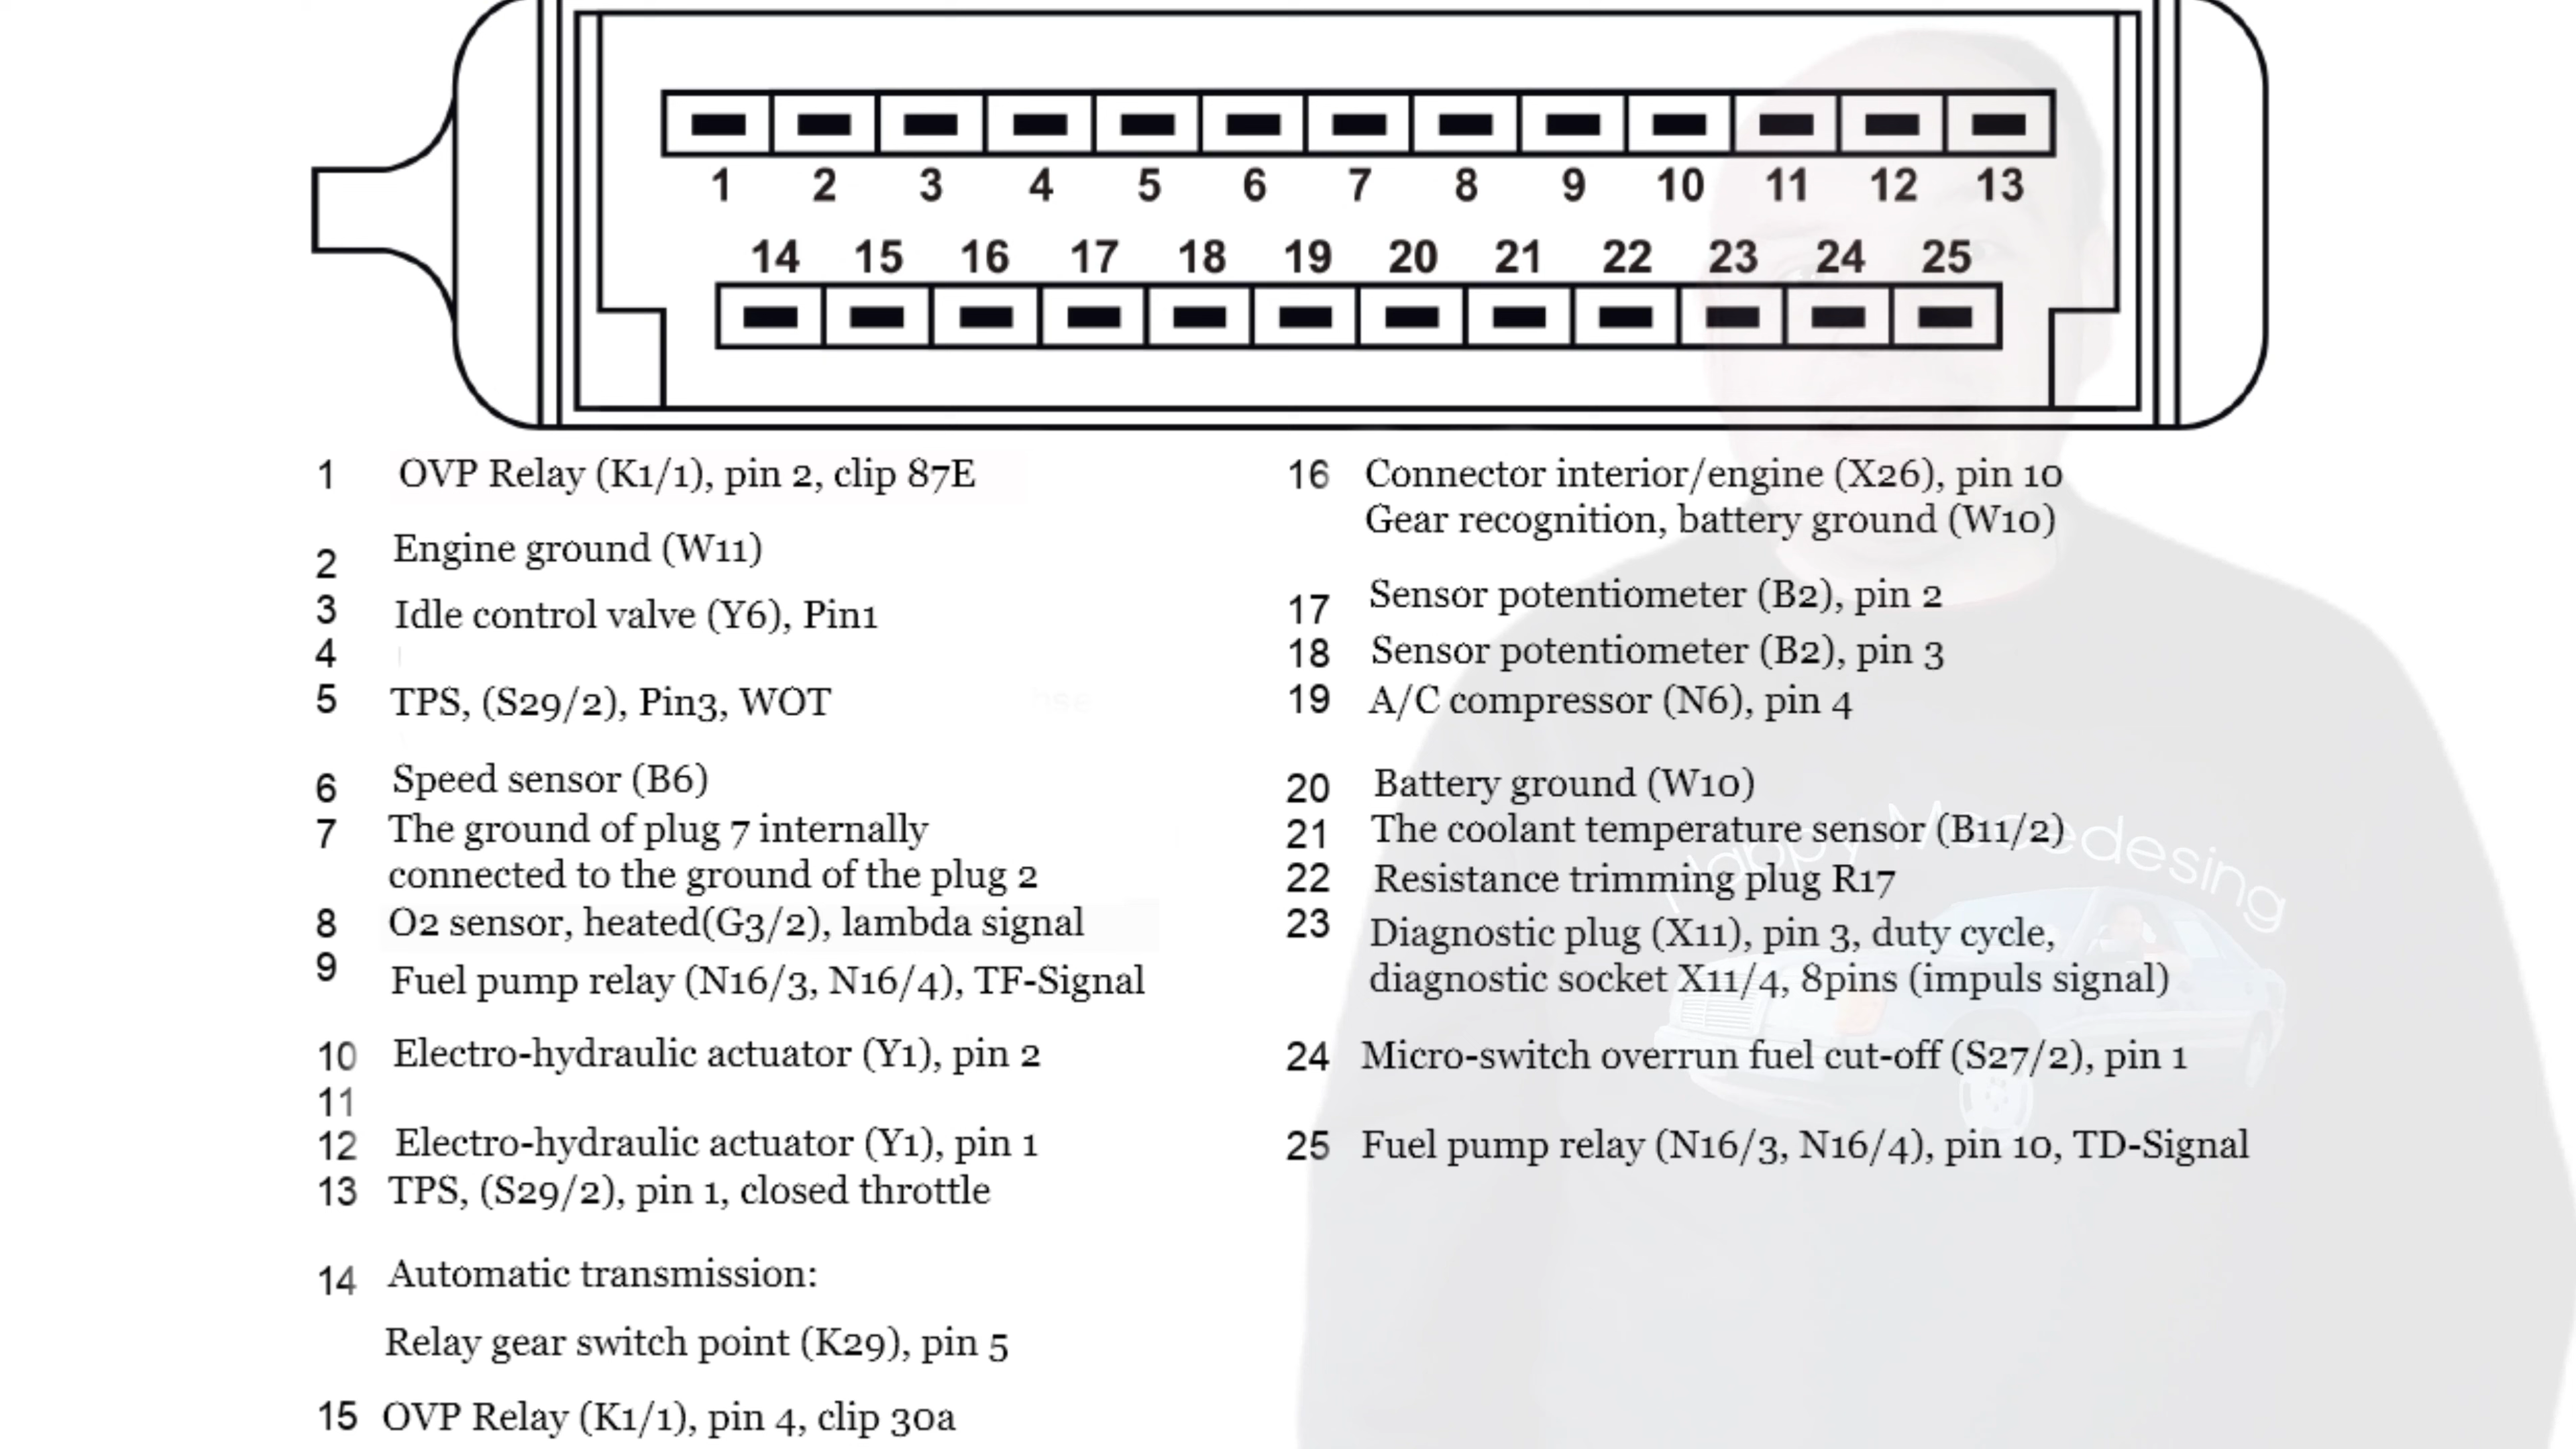 1 2 3 4 5 6 7 8 9 10 11 12 13
14 15 16 17 18 19 20 21 22 23 24 25
1 OVP Relay (K1/1), pin 2, clip 87E
2 Engine ground (W11)
3 Idle control valve (Y6), Pin1
4
5 TPS, (S29/2), Pin3, WOT
6 Speed sensor (B6)
7 The ground of plug 7 internally
connected to the ground of the plug 2
8 O2 sensor, heated(G3/2), lambda signal
9 Fuel pump relay (N16/3, N16/4), TF-Signal
10 Electro-hydraulic actuator (Y1), pin 2
11
12 Electro-hydraulic actuator (Y1), pin 1
13 TPS, (S29/2), pin 1, closed throttle
14 Automatic transmission:
Relay gear switch point (K29), pin 5
15 OVP Relay (K1/1), pin 4, clip 30a
16 Connector interior/engine (X26), pin 10
Gear recognition, battery ground (W10)
17 Sensor potentiometer (B2), pin 2
18 Sensor potentiometer (B2), pin 3
19 A/C compressor (N6), pin 4
20 Battery ground (W10)
21 The coolant temperature sensor (B11/2)
22 Resistance trimming plug R17
23 Diagnostic plug (X11), pin 3, duty cycle,
diagnostic socket X11/4, 8pins (impuls signal)
24 Micro-switch overrun fuel cut-off (S27/2), pin 1
25 Fuel pump relay (N16/3, N16/4), pin 10, TD-Signal
Happy